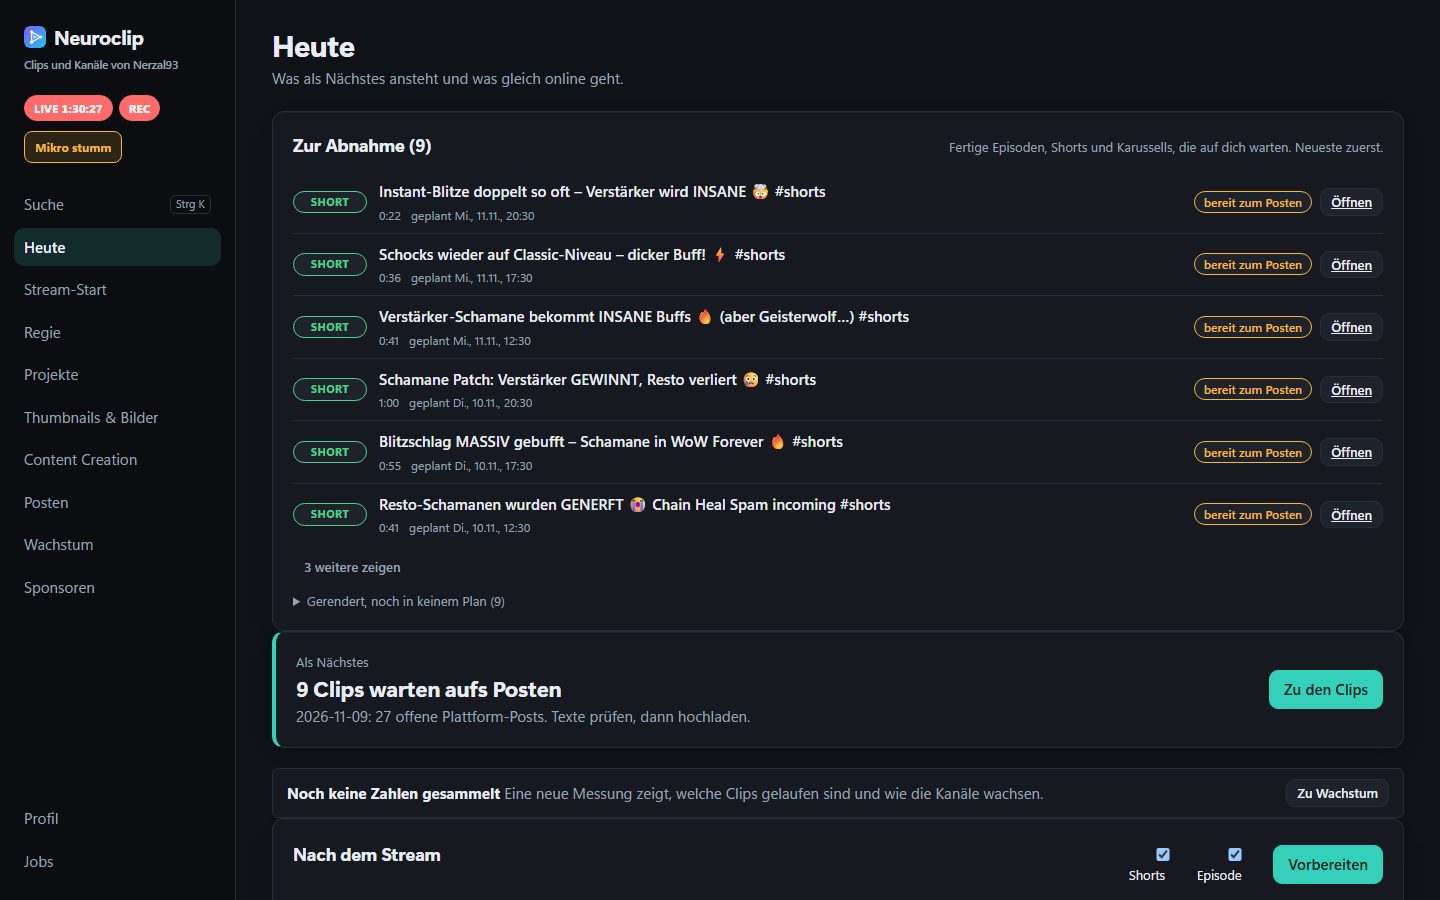 Neuroclip
Clips und Kanäle von Nerzal93
LIVE 1:30:27 REC
Mikro stumm
Suche Strg K
Heute
Stream-Start
Regie
Projekte
Thumbnails & Bilder
Content Creation
Posten
Wachstum
Sponsoren
Profil
Jobs
Heute
Was als Nächstes ansteht und was gleich online geht.
Zur Abnahme (9)
Fertige Episoden, Shorts und Karussells, die auf dich warten. Neueste zuerst.
SHORT
Instant-Blitze doppelt so oft – Verstärker wird INSANE 🤯 #shorts
0:22 geplant Mi., 11.11., 20:30
bereit zum Posten Öffnen
SHORT
Schocks wieder auf Classic-Niveau – dicker Buff! ⚡ #shorts
0:36 geplant Mi., 11.11., 17:30
bereit zum Posten Öffnen
SHORT
Verstärker-Schamane bekommt INSANE Buffs 🔥 (aber Geisterwolf...) #shorts
0:41 geplant Mi., 11.11., 12:30
bereit zum Posten Öffnen
SHORT
Schamane Patch: Verstärker GEWINNT, Resto verliert 😳 #shorts
1:00 geplant Di., 10.11., 20:30
bereit zum Posten Öffnen
SHORT
Blitzschlag MASSIV gebufft – Schamane in WoW Forever 🔥 #shorts
0:55 geplant Di., 10.11., 17:30
bereit zum Posten Öffnen
SHORT
Resto-Schamanen wurden GENERFT 😭 Chain Heal Spam incoming #shorts
0:41 geplant Di., 10.11., 12:30
bereit zum Posten Öffnen
3 weitere zeigen
Gerendert, noch in keinem Plan (9)
Als Nächstes
9 Clips warten aufs Posten
2026-11-09: 27 offene Plattform-Posts. Texte prüfen, dann hochladen.
Zu den Clips
Noch keine Zahlen gesammelt Eine neue Messung zeigt, welche Clips gelaufen sind und wie die Kanäle wachsen.
Zu Wachstum
Nach dem Stream
Shorts Episode
Vorbereiten